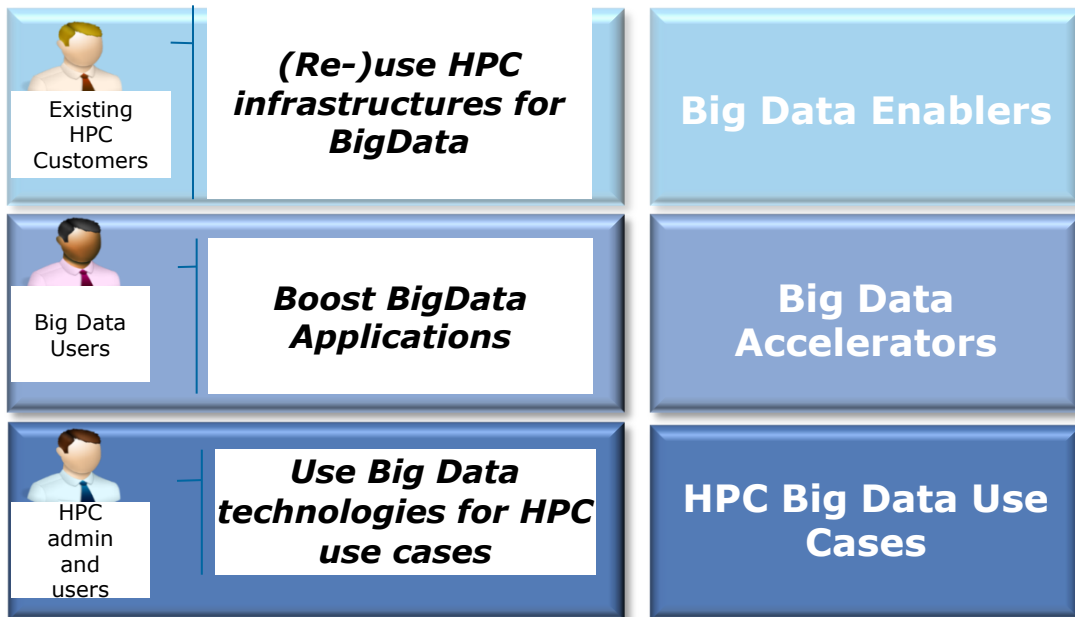 Existing
HPC
Customers
(Re-)use HPC
infrastructures for
BigData
Big Data Enablers
Big Data
Users
Boost BigData
Applications
Big Data
Accelerators
HPC
admin
and
users
Use Big Data
technologies for HPC
use cases
HPC Big Data Use
Cases